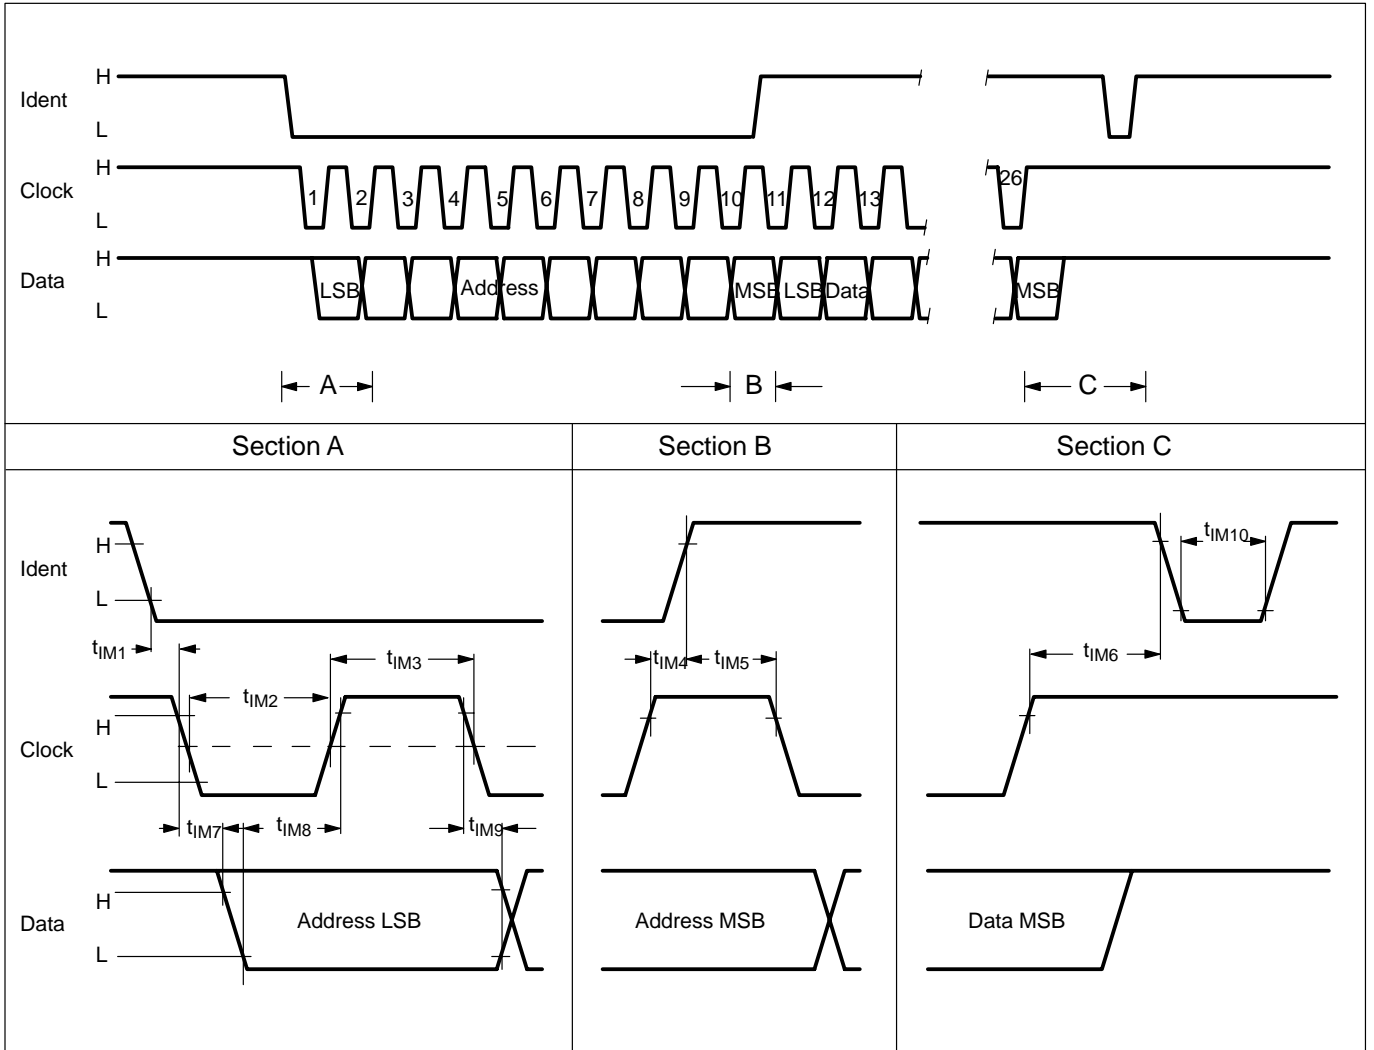 H
Ident
L
H
Clock 1 2 3 4 5 6 7 8 9 10 11 12 13 26
L
H
Data LSB Address MSB LSB Data MSB
L
A B C
Section A Section B Section C
H
Ident tIM10
L
tIM1 tIM3 tIM4 tIM5 tIM6
tIM2
H
Clock
L
tIM7 tIM8 tIM9
H
Data Address LSB Address MSB Data MSB
L